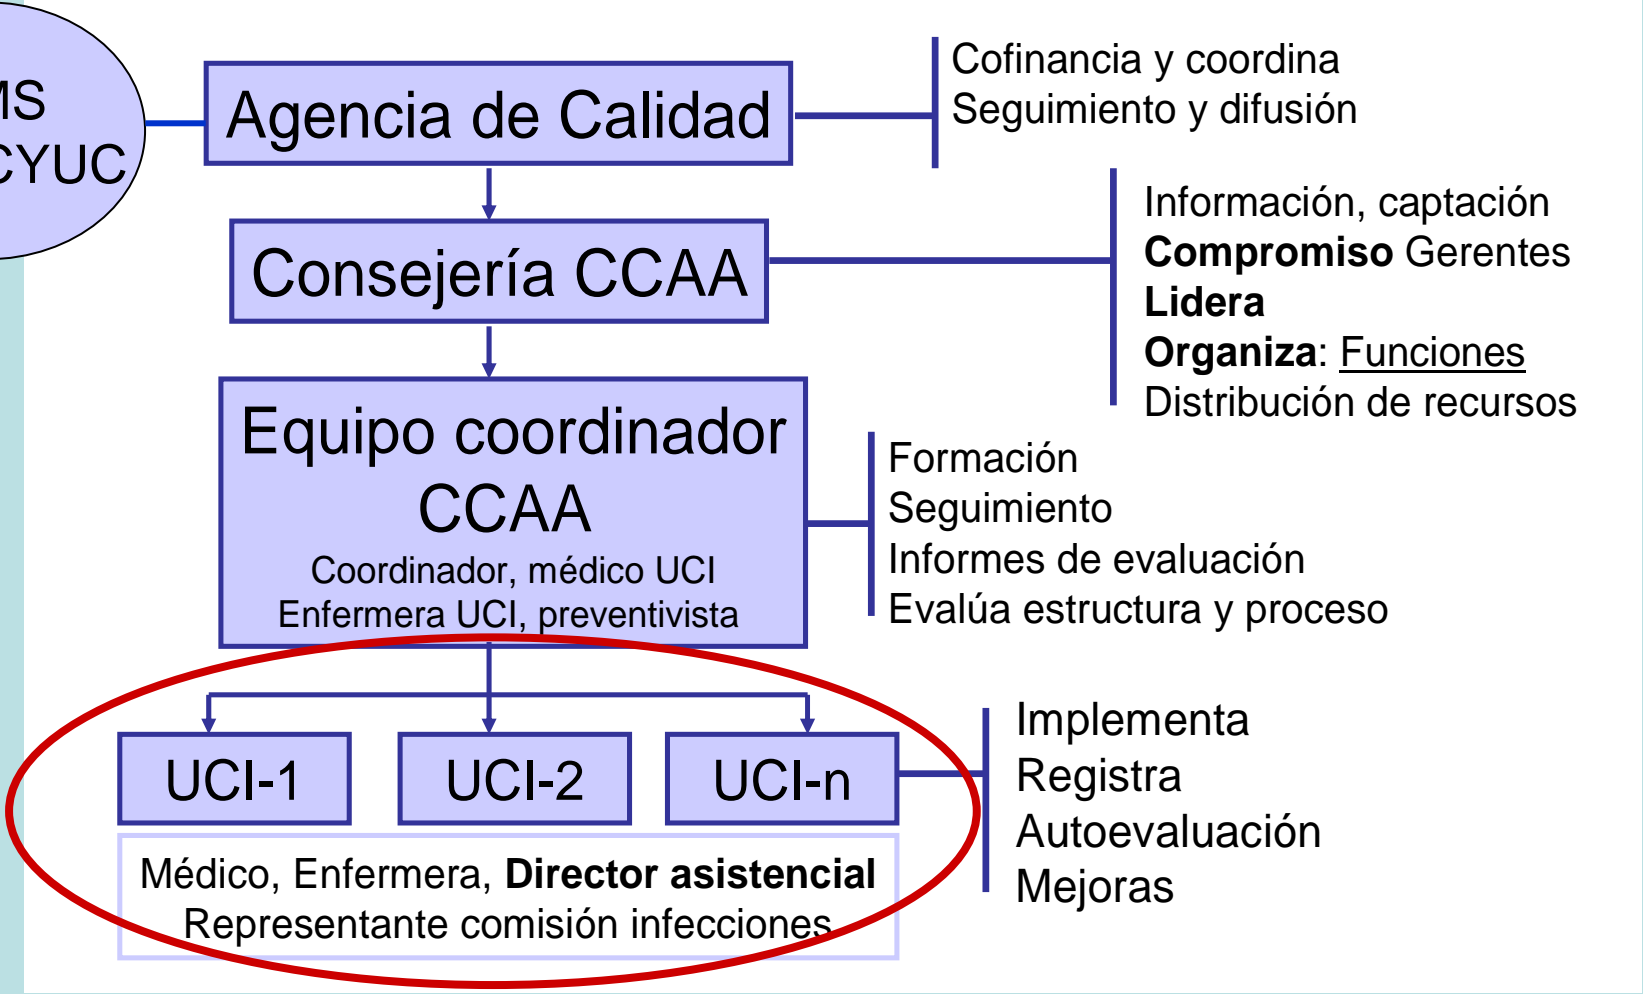 Agencia de Calidad
Cofinancia y coordina
Seguimiento y difusión
Consejería CCAA
Información, captación
Compromiso Gerentes
Lidera
Organiza: Funciones
Distribución de recursos
Equipo coordinador
CCAA
Coordinador, médico UCI
Enfermera UCI, preventivista
Formación
Seguimiento
Informes de evaluación
Evalúa estructura y proceso
UCI-1
UCI-2
UCI-n
Implementa
Registra
Autoevaluación
Mejoras
Médico, Enfermera, Director asistencial
Representante comisión infecciones